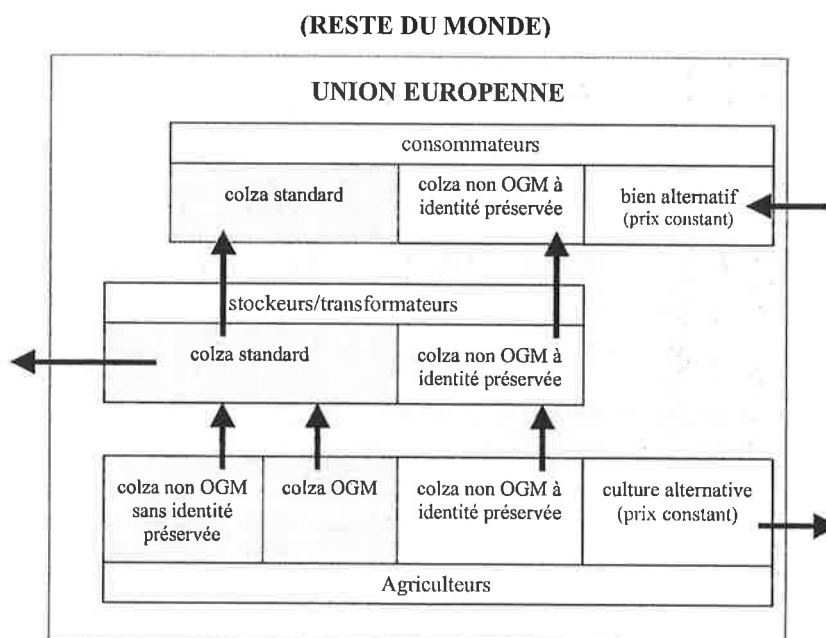 (RESTE DU MONDE)
UNION EUROPENNE
consommateurs
colza standard
colza non OGM à
identité préservée
bien alternatif
(prix constant)
stockeurs/transformateurs
colza standard
colza non OGM à
identité préservée
colza non OGM
sans identité
préservée
colza OGM
colza non OGM à
identité préservée
culture alternative
(prix constant)
Agriculteurs